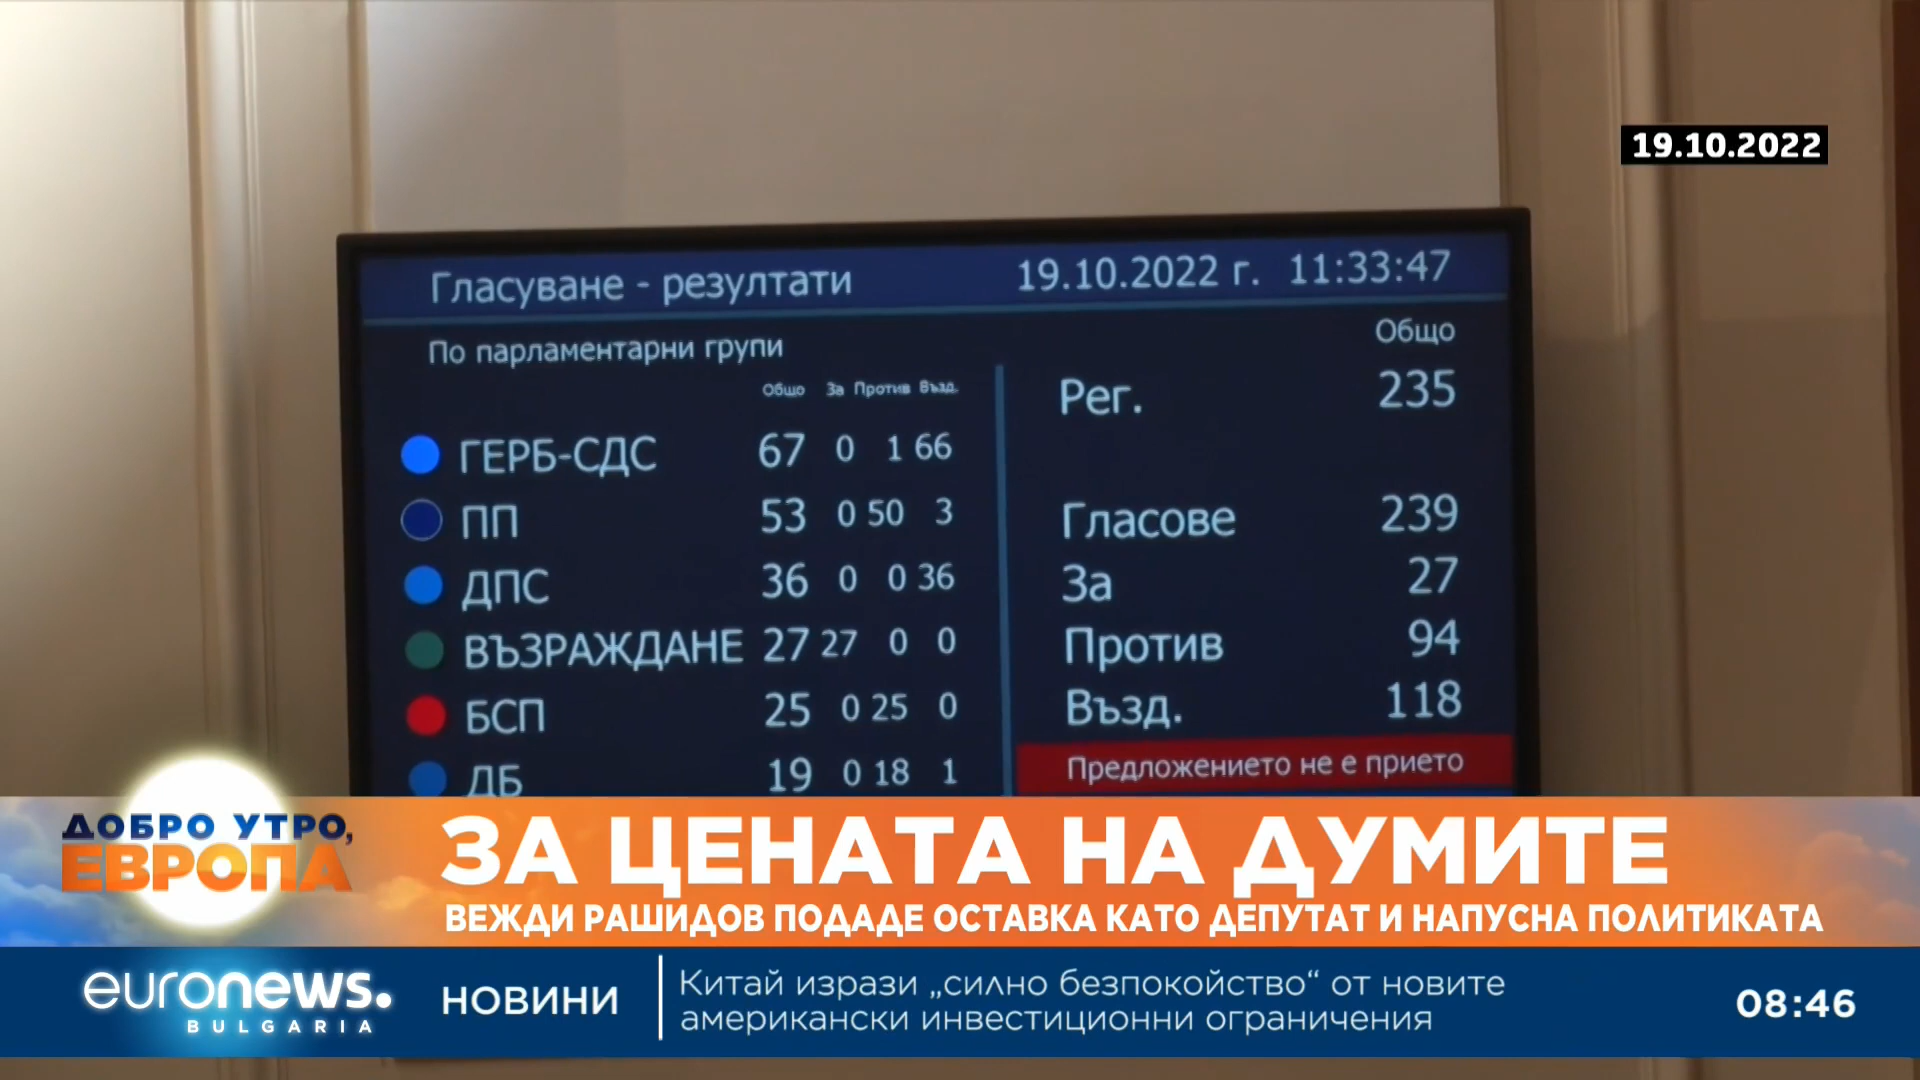 19.10.2022
Гласуване - резултати 19.10.2022 г. 11:33:47
По парламентарни групи Общо
Общо За Против Възд.
Рег. 235
ГЕРБ-СДС 67 0 1 66
ПП 53 0 50 3
Гласове 239
ДПС 36 0 0 36
За 27
ВЪЗРАЖДАНЕ 27 27 0 0
Против 94
БСП 25 0 25 0
Възд. 118
Предложението не е прието
ДБ 19 0 18 1
ДОБРО УТРО,
ЕВРОПА
ЗА ЦЕНАТА НА ДУМИТЕ
ВЕЖДИ РАШИДОВ ПОДАДЕ ОСТАВКА КАТО ДЕПУТАТ И НАПУСНА ПОЛИТИКАТА
euronews.
BULGARIA
НОВИНИ
Китай изрази „силно безпокойство“ от новите
американски инвестиционни ограничения
08:46